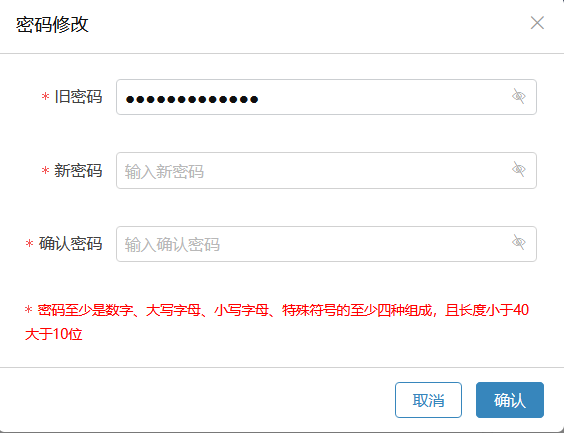 密码修改
* 旧密码 ●●●●●●●●●●●●●
* 新密码 输入新密码
* 确认密码 输入确认密码
* 密码至少是数字、大写字母、小写字母、特殊符号的至少四种组成，且长度小于40
大于10位
取消 确认